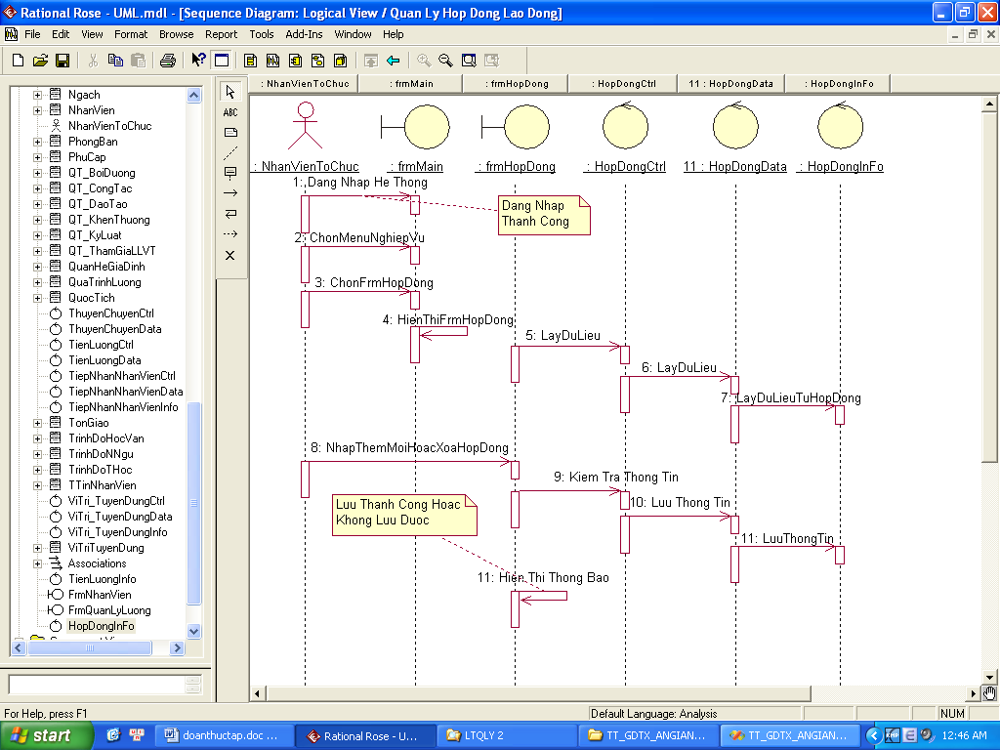 Rational Rose - UML.mdl - [Sequence Diagram: Logical View / Quan Ly Hop Dong Lao Dong]
File Edit View Format Browse Report Tools Add-Ins Window Help
: NhanVienToChuc : frmMain : frmHopDong : HopDongCtrl 11 : HopDongData : HopDongInFo
Ngach
NhanVien
NhanVienToChuc
PhongBan
PhuCap
QT_BoiDuong
QT_CongTac
QT_DaoTao
QT_KhenThuong
QT_KyLuat
QT_ThamGiaLLVT
QuanHeGiaDinh
QuaTrinhLuong
QuocTich
ThuyenChuyenCtrl
ThuyenChuyenData
TienLuongCtrl
TienLuongData
TiepNhanNhanVienCtrl
TiepNhanNhanVienData
TiepNhanNhanVienInfo
TonGiao
TrinhDoHocVan
TrinhDoNNgu
TrinhDoTHoc
TTinNhanVien
ViTri_TuyenDungCtrl
ViTri_TuyenDungData
ViTri_TuyenDungInfo
ViTriTuyenDung
Associations
TienLuongInfo
FrmNhanVien
FrmQuanLyLuong
HopDongInFo
ABC
: NhanVienToChuc : frmMain : frmHopDong : HopDongCtrl 11 : HopDongData : HopDongInFo
1: Dang Nhap He Thong
Dang Nhap
Thanh Cong
2: ChonMenuNghiepVu
3: ChonFrmHopDong
4: HienThiFrmHopDong
5: LayDuLieu
6: LayDuLieu
7: LayDuLieuTuHopDong
8: NhapThemMoiHoacXoaHopDong
9: Kiem Tra Thong Tin
Luu Thanh Cong Hoac
Khong Luu Duoc
10: Luu Thong Tin
11: LuuThongTin
11: Hien Thi Thong Bao
For Help, press F1
Default Language: Analysis
NUM
start
doanthuctap.doc ...
Rational Rose - U...
LTQLY 2
TT_GDTX_ANGIAN...
TT_GDTX_ANGIAN...
12:46 AM